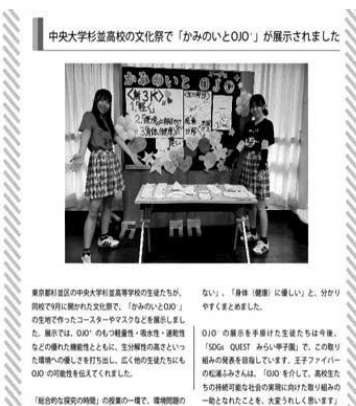 中央大学杉並高校の文化祭で「かみのいとOJO⁺」が展示されました
かみのいと OJO⁺
〈新3K〉
1.軽く
東京都杉並区の中央大学杉並高等学校の生徒たちが、
同校で9月に開かれた文化祭で、「かみのいとOJO⁺」
の生地で作ったコースターやマスクなどを展示しまし
た。展示では、OJO⁺のもつ軽量性・吸水性・速乾性
などの優れた機能性とともに、生分解性の高さといっ
た環境への優しさを打ち出し、広く他の生徒たちにも
OJO⁺の可能性を伝えてくれました。
「総合的な探究の時間」の授業の一環で、環境問題の
ない」、「身体（健康）に優しい」と、分かり
やすくまとめました。
OJO⁺の展示を手掛けた生徒たちは今後、
「SDGs QUEST みらい甲子園」で、この取り
組みの発表を目指しています。王子ファイバー
の松浦ふみさんは、「OJO⁺を介して、高校生た
ちの持続可能な社会の実現に向けた取り組みの
一助となれたことを、大変うれしく思います」